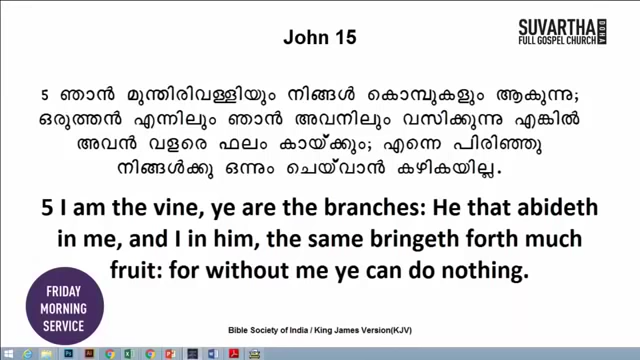 John 15
SUVARTHA DOHA
FULL GOSPEL CHURCH
5 ഞാൻ മുന്തിരിവള്ളിയും നിങ്ങൾ കൊമ്പുകളും ആകുന്നു;
ഒരുത്തൻ എന്നിലും ഞാൻ അവനിലും വസിക്കുന്നു എങ്കിൽ
അവൻ വളരെ ഫലം കായ്ക്കും; എന്നെ പിരിഞ്ഞു
നിങ്ങൾക്കു ഒന്നും ചെയ്‌വാൻ കഴികയില്ല.
5 I am the vine, ye are the branches: He that abideth
in me, and I in him, the same bringeth forth much
fruit: for without me ye can do nothing.
FRIDAY
MORNING
SERVICE
Bible Society of India / King James Version(KJV)